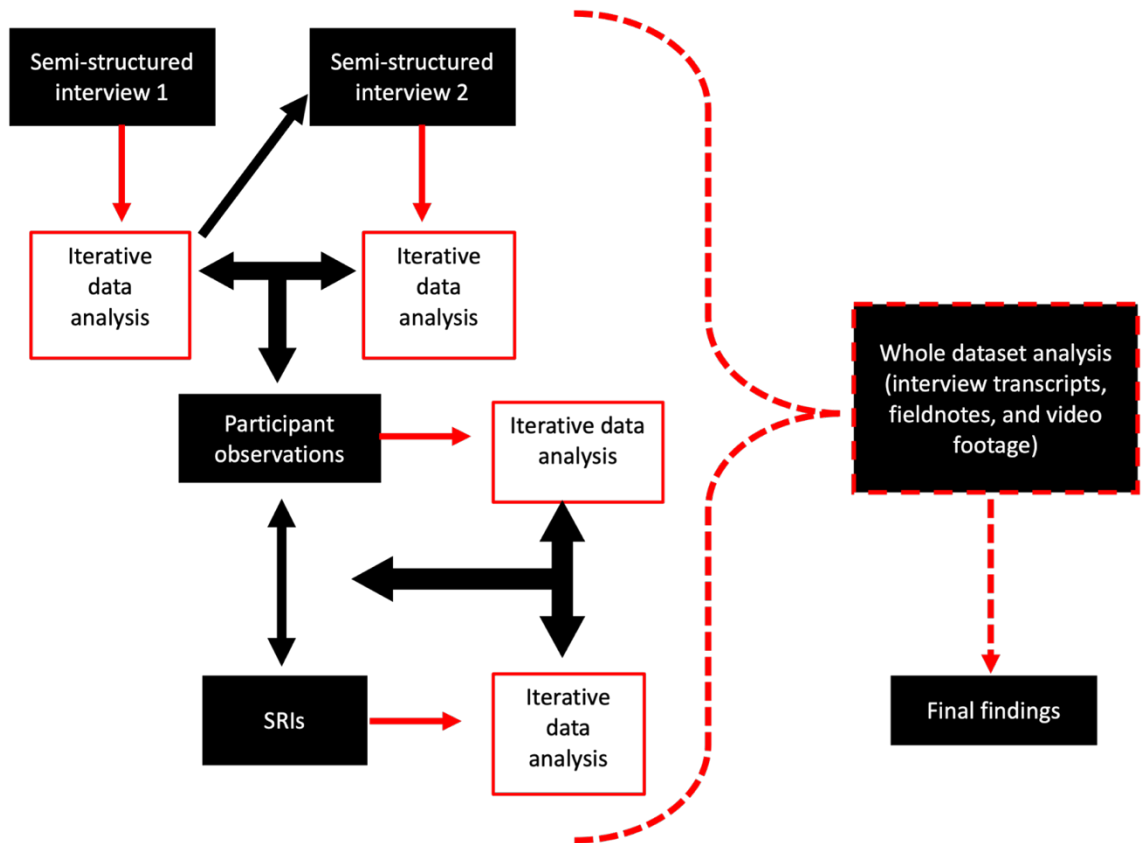 Semi-structured
interview 1
Semi-structured
interview 2
Iterative
data
analysis
Iterative
data
analysis
Participant
observations
Iterative data
analysis
SRIs
Iterative
data
analysis
Whole dataset analysis
(interview transcripts,
fieldnotes, and video
footage)
Final findings